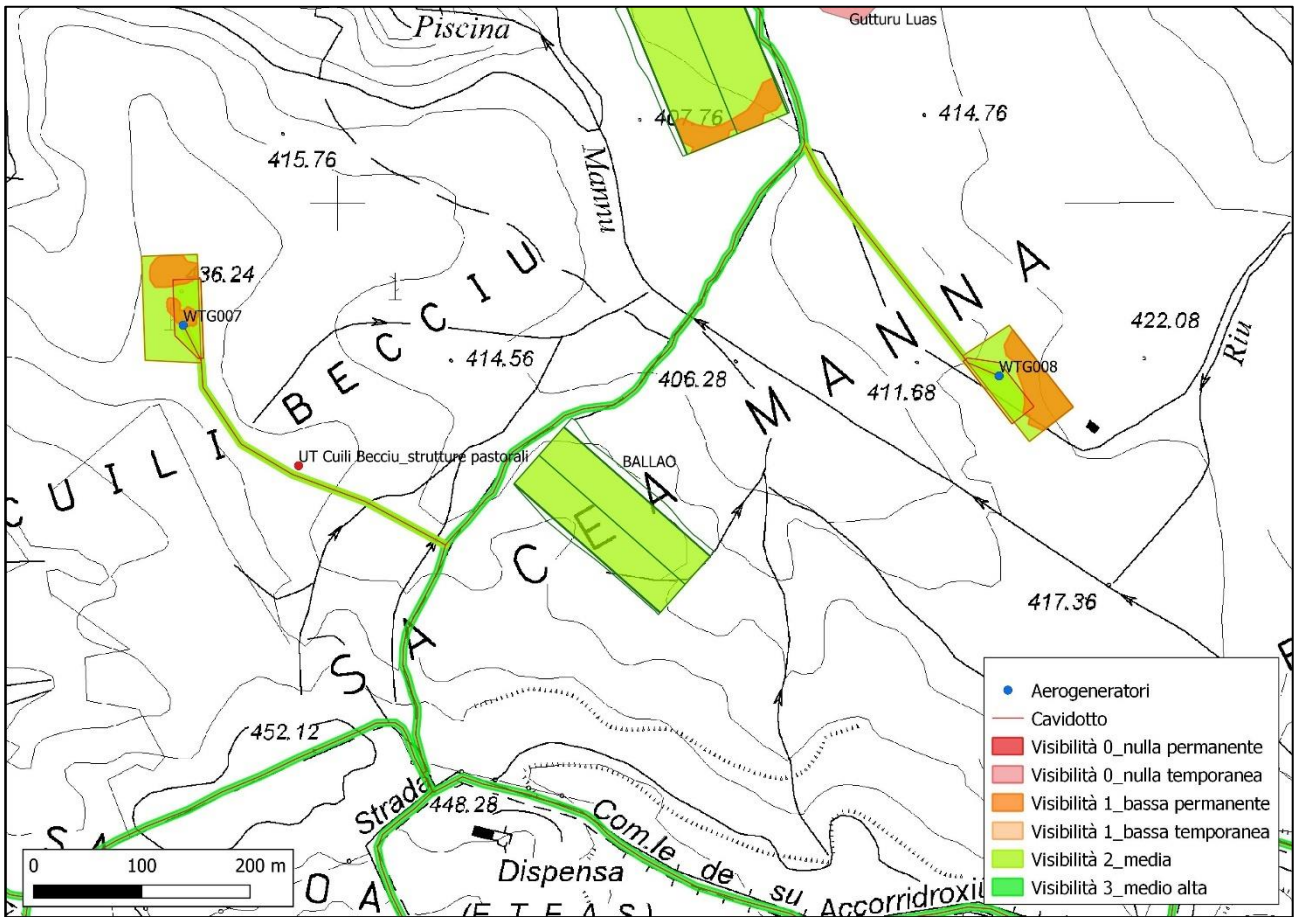 Piscina
Gutturu Luas
407.76
414.76
415.76
Mannu
436.24
WTG007
CUILI BECCIU
414.56
406.28
SA CEA MANNA
411.68
WTG008
422.08
Riu
UT Cuili Becciu_strutture pastorali
BALLAO
417.36
452.12
448.28
Strada Com.le de su Accorridroxiu
Dispensa
(ETFAS)
SA
OA
0 100 200 m
Aerogeneratori
Cavidotto
Visibilità 0_nulla permanente
Visibilità 0_nulla temporanea
Visibilità 1_bassa permanente
Visibilità 1_bassa temporanea
Visibilità 2_media
Visibilità 3_medio alta